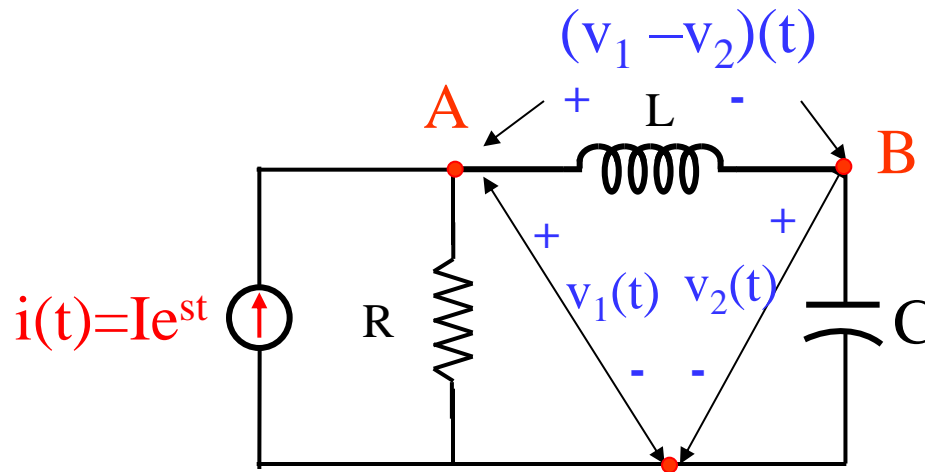 (v₁ –v₂)(t)
+ -
A
L
B
+
+
i(t)=Ieˢᵗ
R
v₁(t)
v₂(t)
C
- -